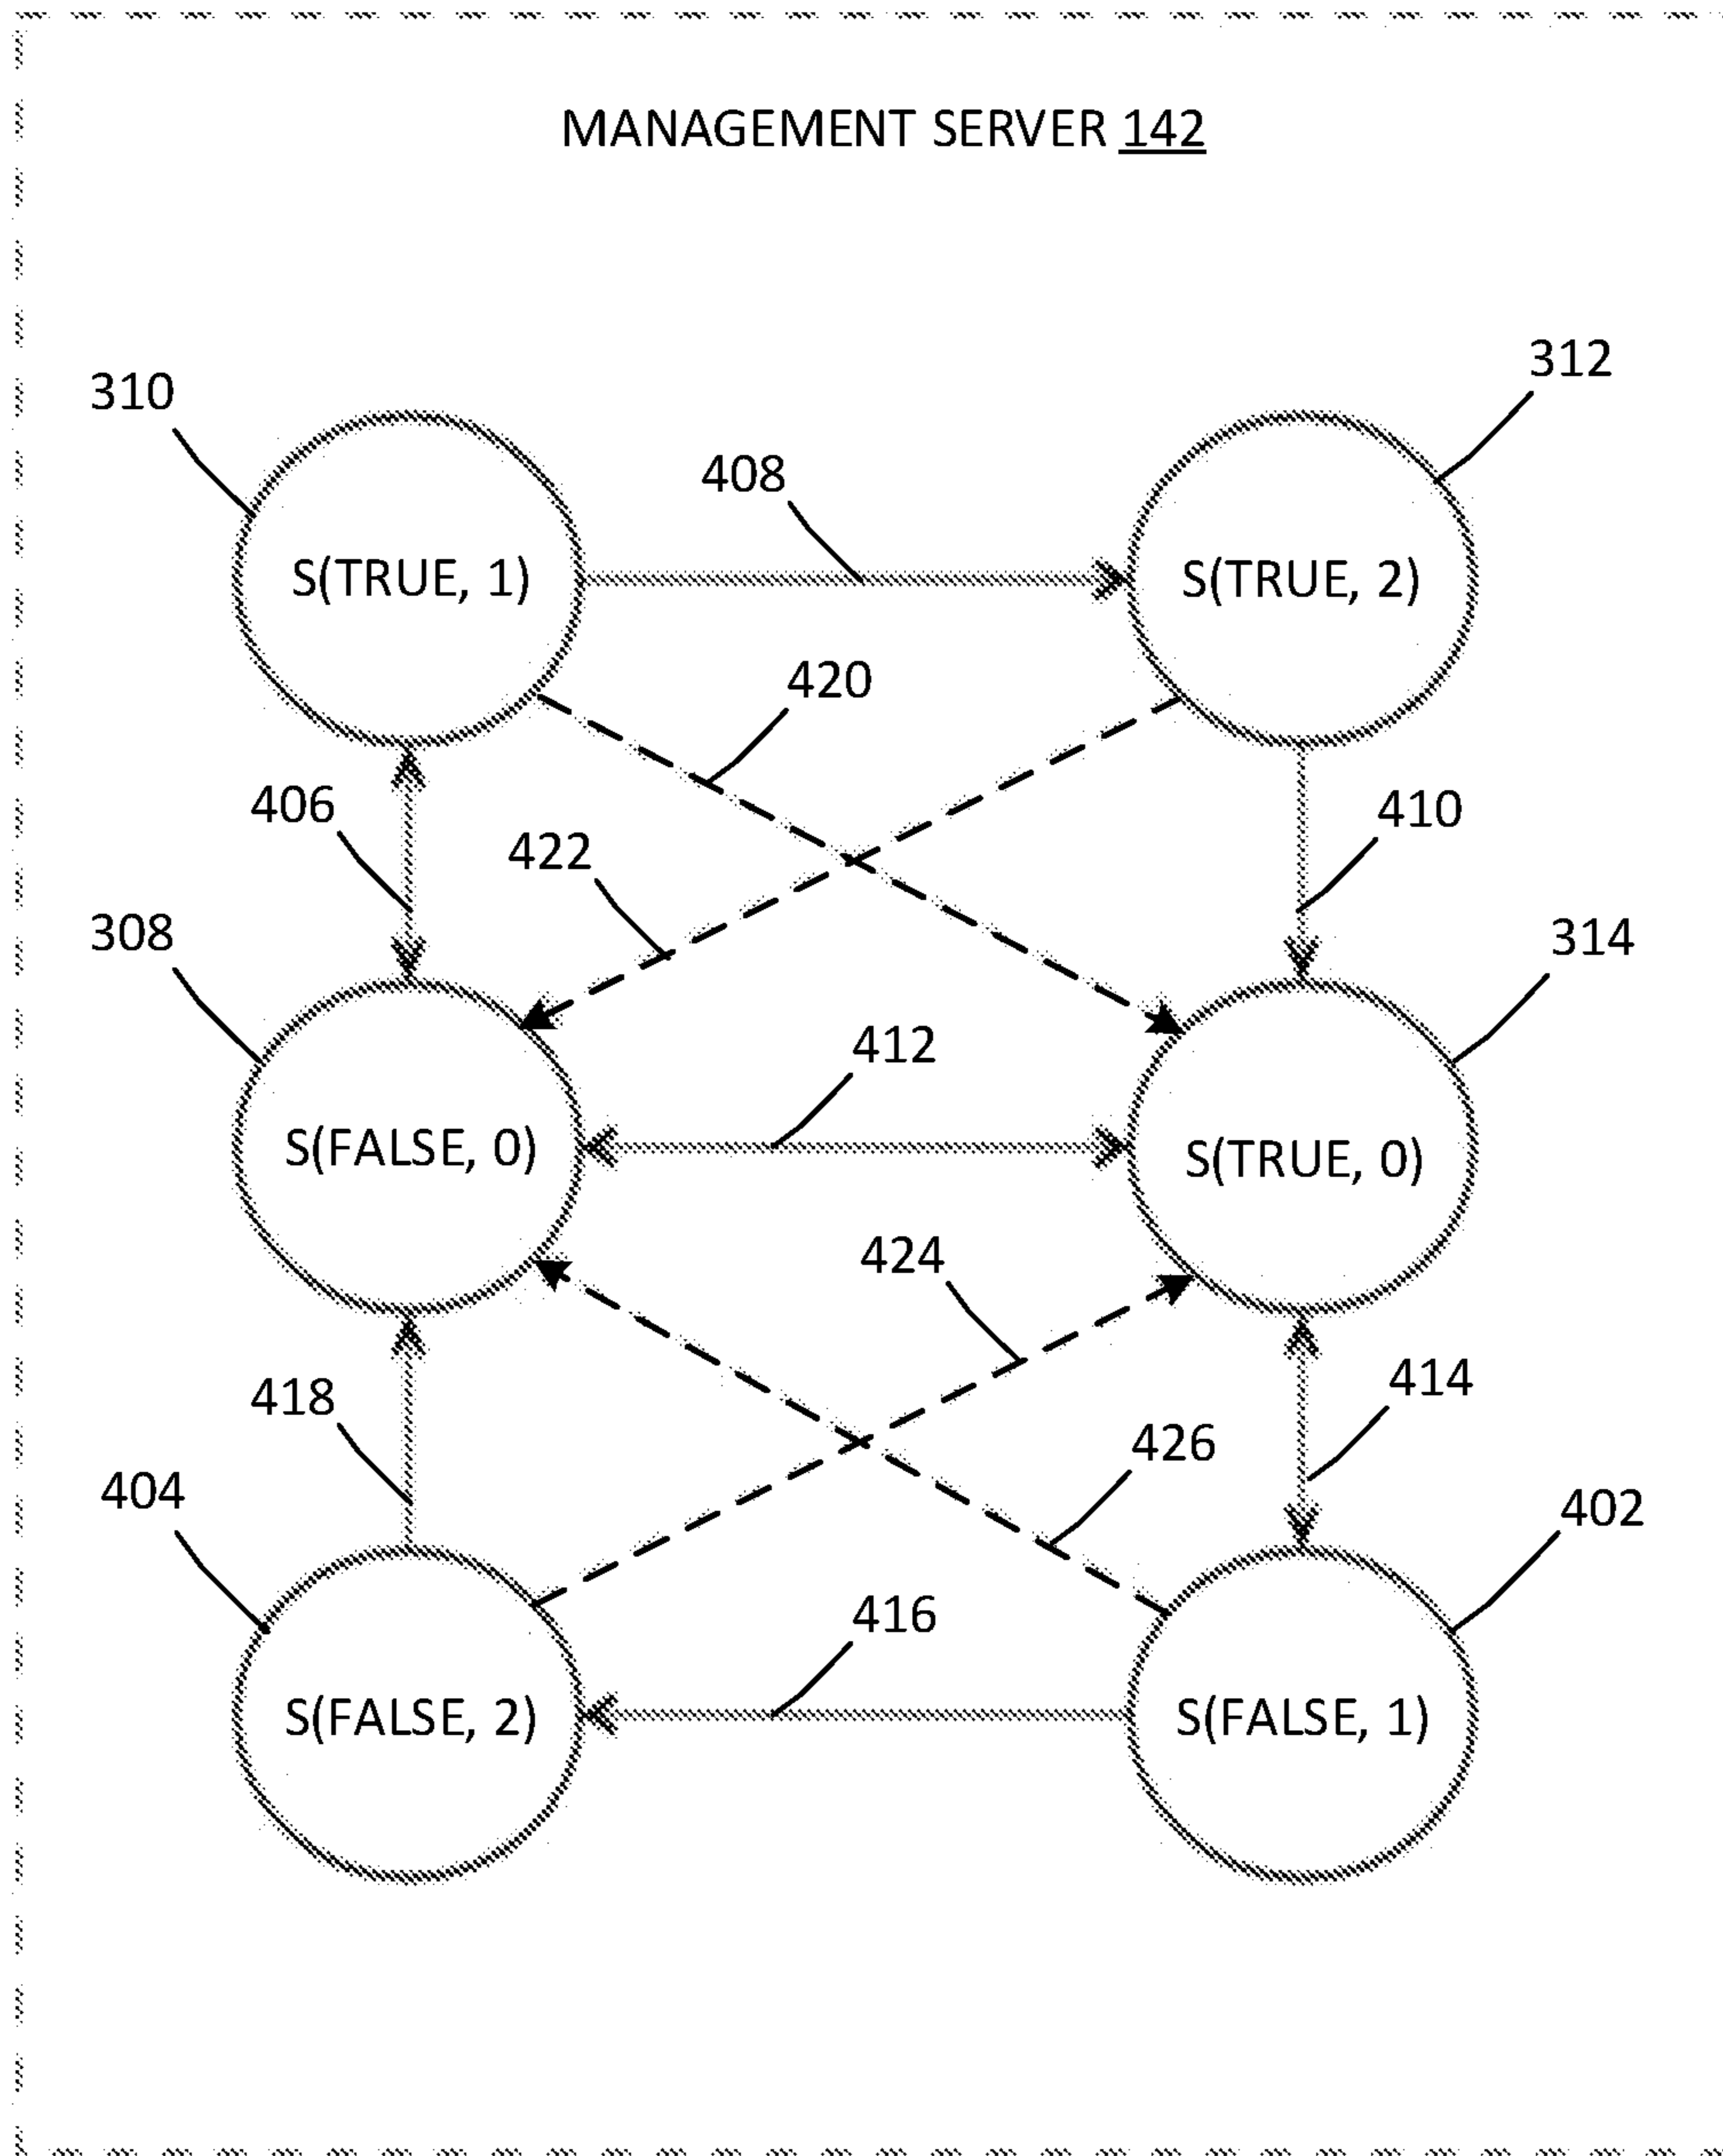 MANAGEMENT SERVER 142
310
312
408
S(TRUE, 1)
S(TRUE, 2)
420
406
410
422
308
314
412
S(FALSE, 0)
S(TRUE, 0)
424
418
414
426
404
402
416
S(FALSE, 2)
S(FALSE, 1)